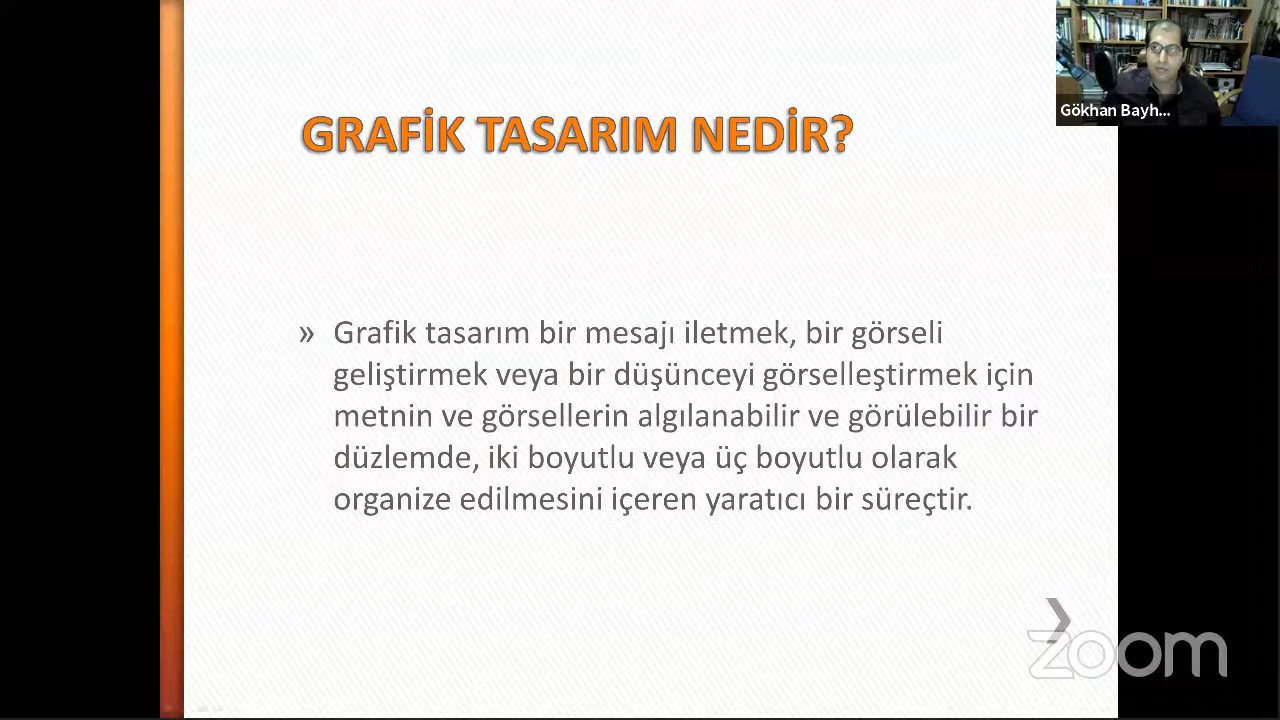 GRAFİK TASARIM NEDİR?
» Grafik tasarım bir mesajı iletmek, bir görseli
geliştirmek veya bir düşünceyi görselleştirmek için
metnin ve görsellerin algılanabilir ve görülebilir bir
düzlemde, iki boyutlu veya üç boyutlu olarak
organize edilmesini içeren yaratıcı bir süreçtir.
Gökhan Bayh...
zoom